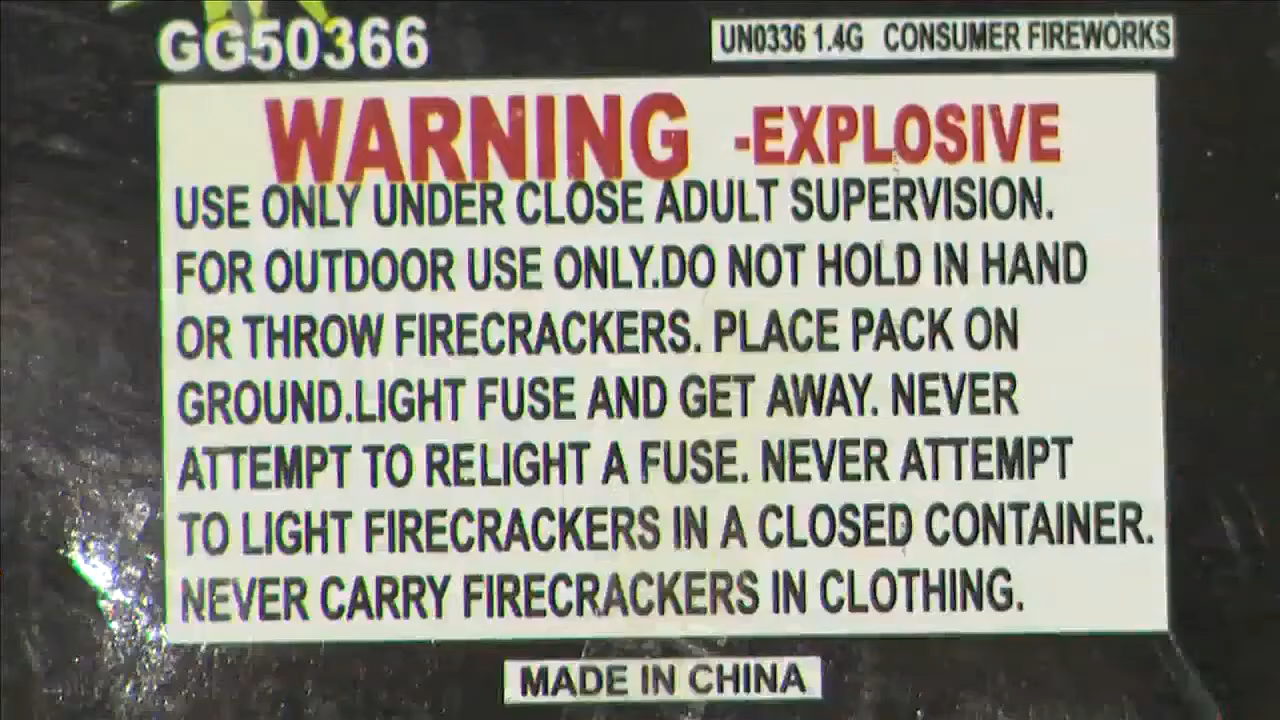 GG50366
UN0336 1.4G CONSUMER FIREWORKS
WARNING -EXPLOSIVE
USE ONLY UNDER CLOSE ADULT SUPERVISION.
FOR OUTDOOR USE ONLY.DO NOT HOLD IN HAND
OR THROW FIRECRACKERS. PLACE PACK ON
GROUND.LIGHT FUSE AND GET AWAY. NEVER
ATTEMPT TO RELIGHT A FUSE. NEVER ATTEMPT
TO LIGHT FIRECRACKERS IN A CLOSED CONTAINER.
NEVER CARRY FIRECRACKERS IN CLOTHING.
MADE IN CHINA